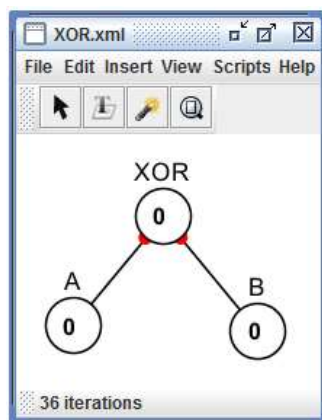 XOR.xml
File Edit Insert View Scripts Help
XOR
0
A
B
0
0
36 iterations